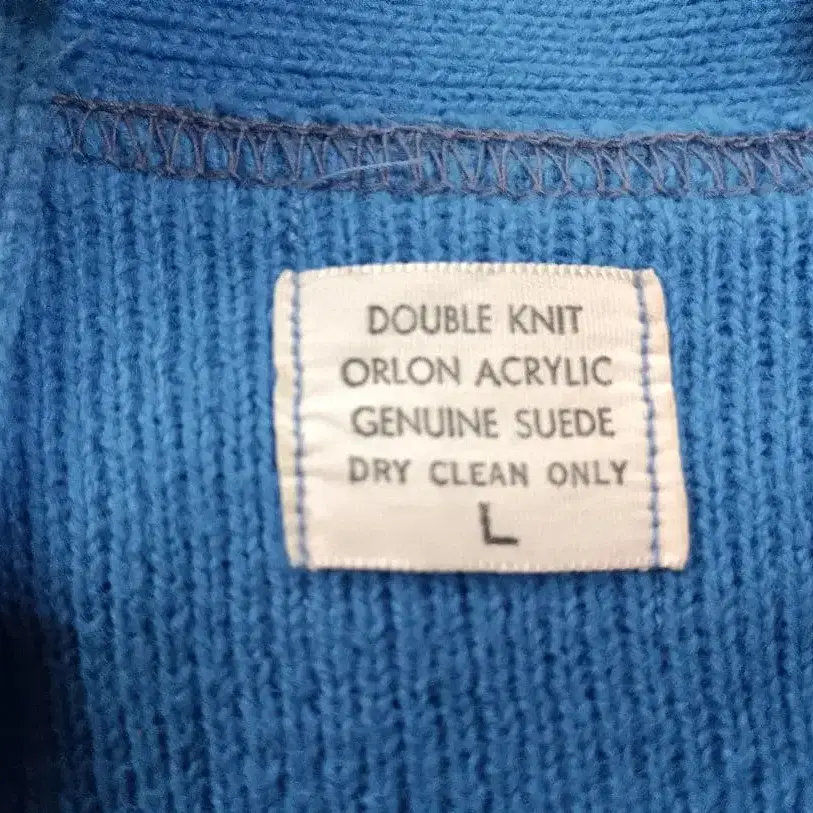 DOUBLE KNIT
ORLON ACRYLIC
GENUINE SUEDE
DRY CLEAN ONLY
L